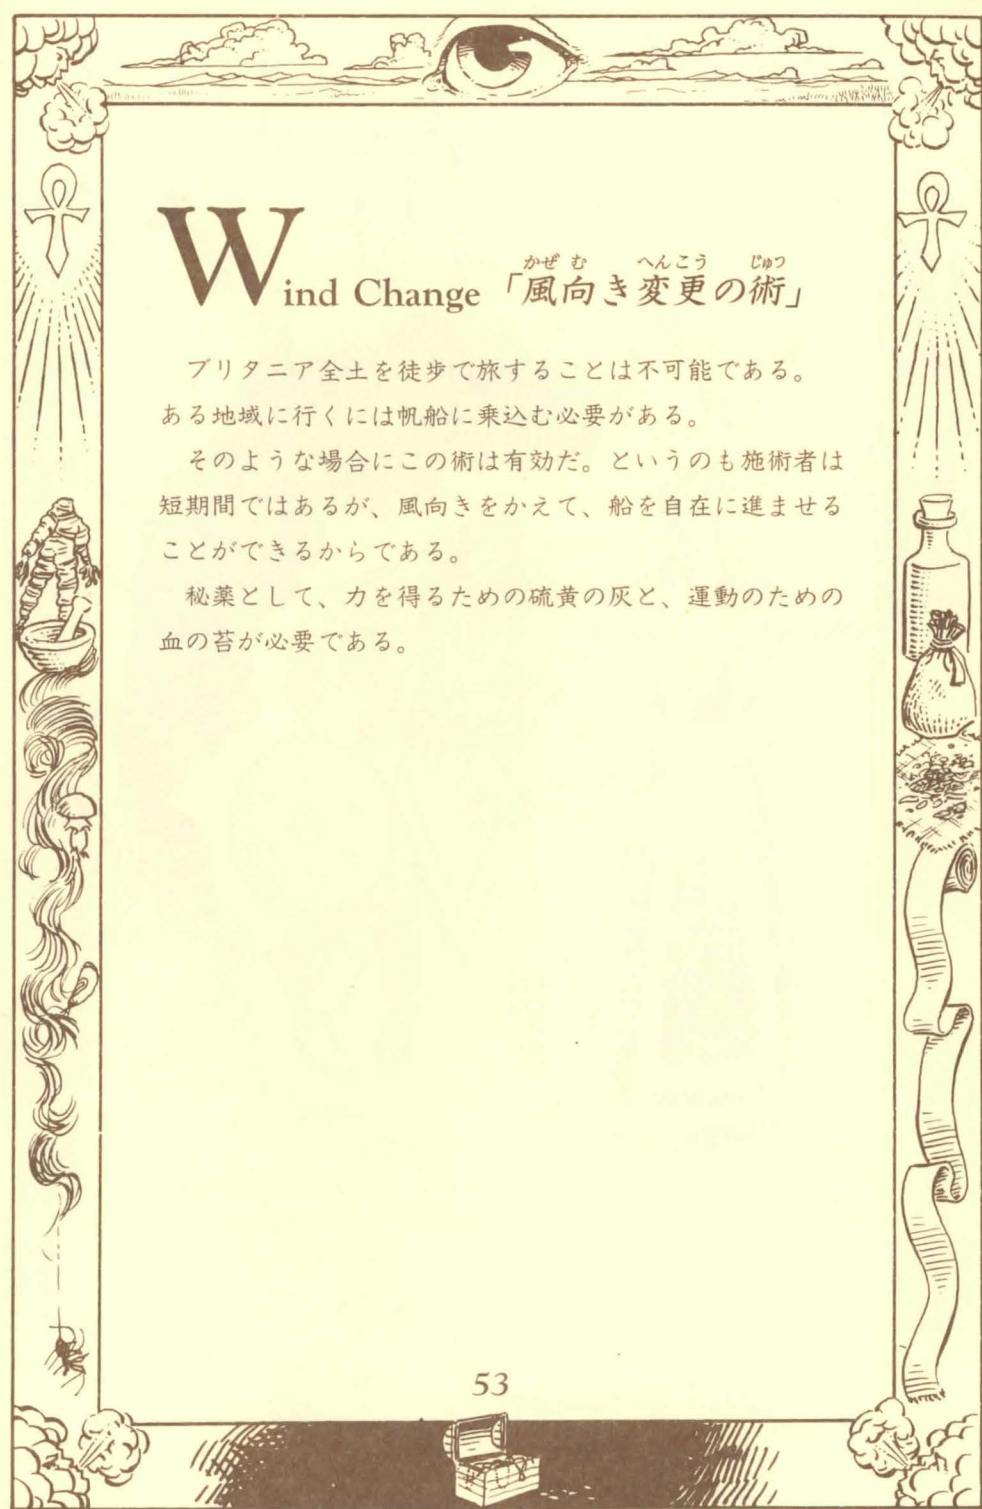 かぜ む へんこう じゅつ
Wind Change 「風向き変更の術」
ブリタニア全土を徒歩で旅することは不可能である。
ある地域に行くには帆船に乗込む必要がある。
そのような場合にこの術は有効だ。というのも施術者は
短期間ではあるが、風向きをかえて、船を自在に進ませる
ことができるからである。
秘薬として、力を得るための硫黄の灰と、運動のための
血の苔が必要である。
53